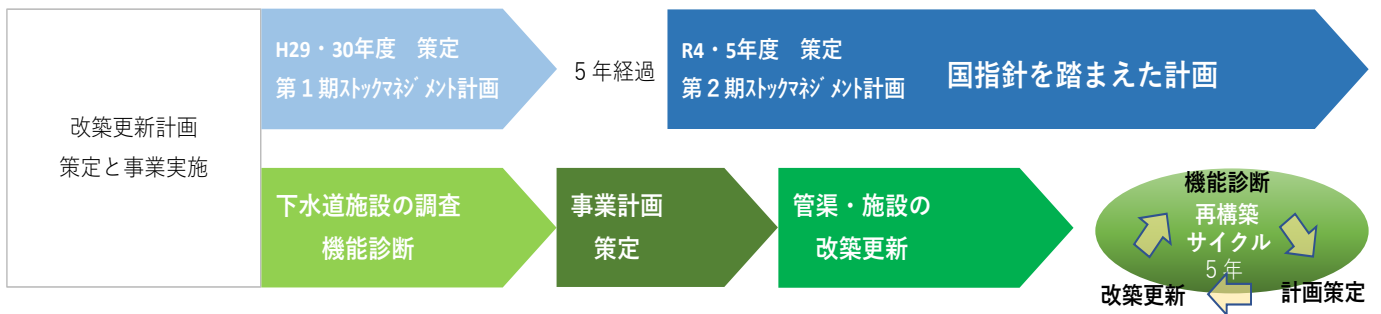 改築更新計画
策定と事業実施
H29・30年度　策定
第１期ｽﾄｯｸﾏﾈｼﾞﾒﾝﾄ計画
５年経過
R4・5年度　策定
第２期ｽﾄｯｸﾏﾈｼﾞﾒﾝﾄ計画
国指針を踏まえた計画
下水道施設の調査
機能診断
事業計画
策定
管渠・施設の
改築更新
機能診断
再構築
サイクル
５年
改築更新
計画策定